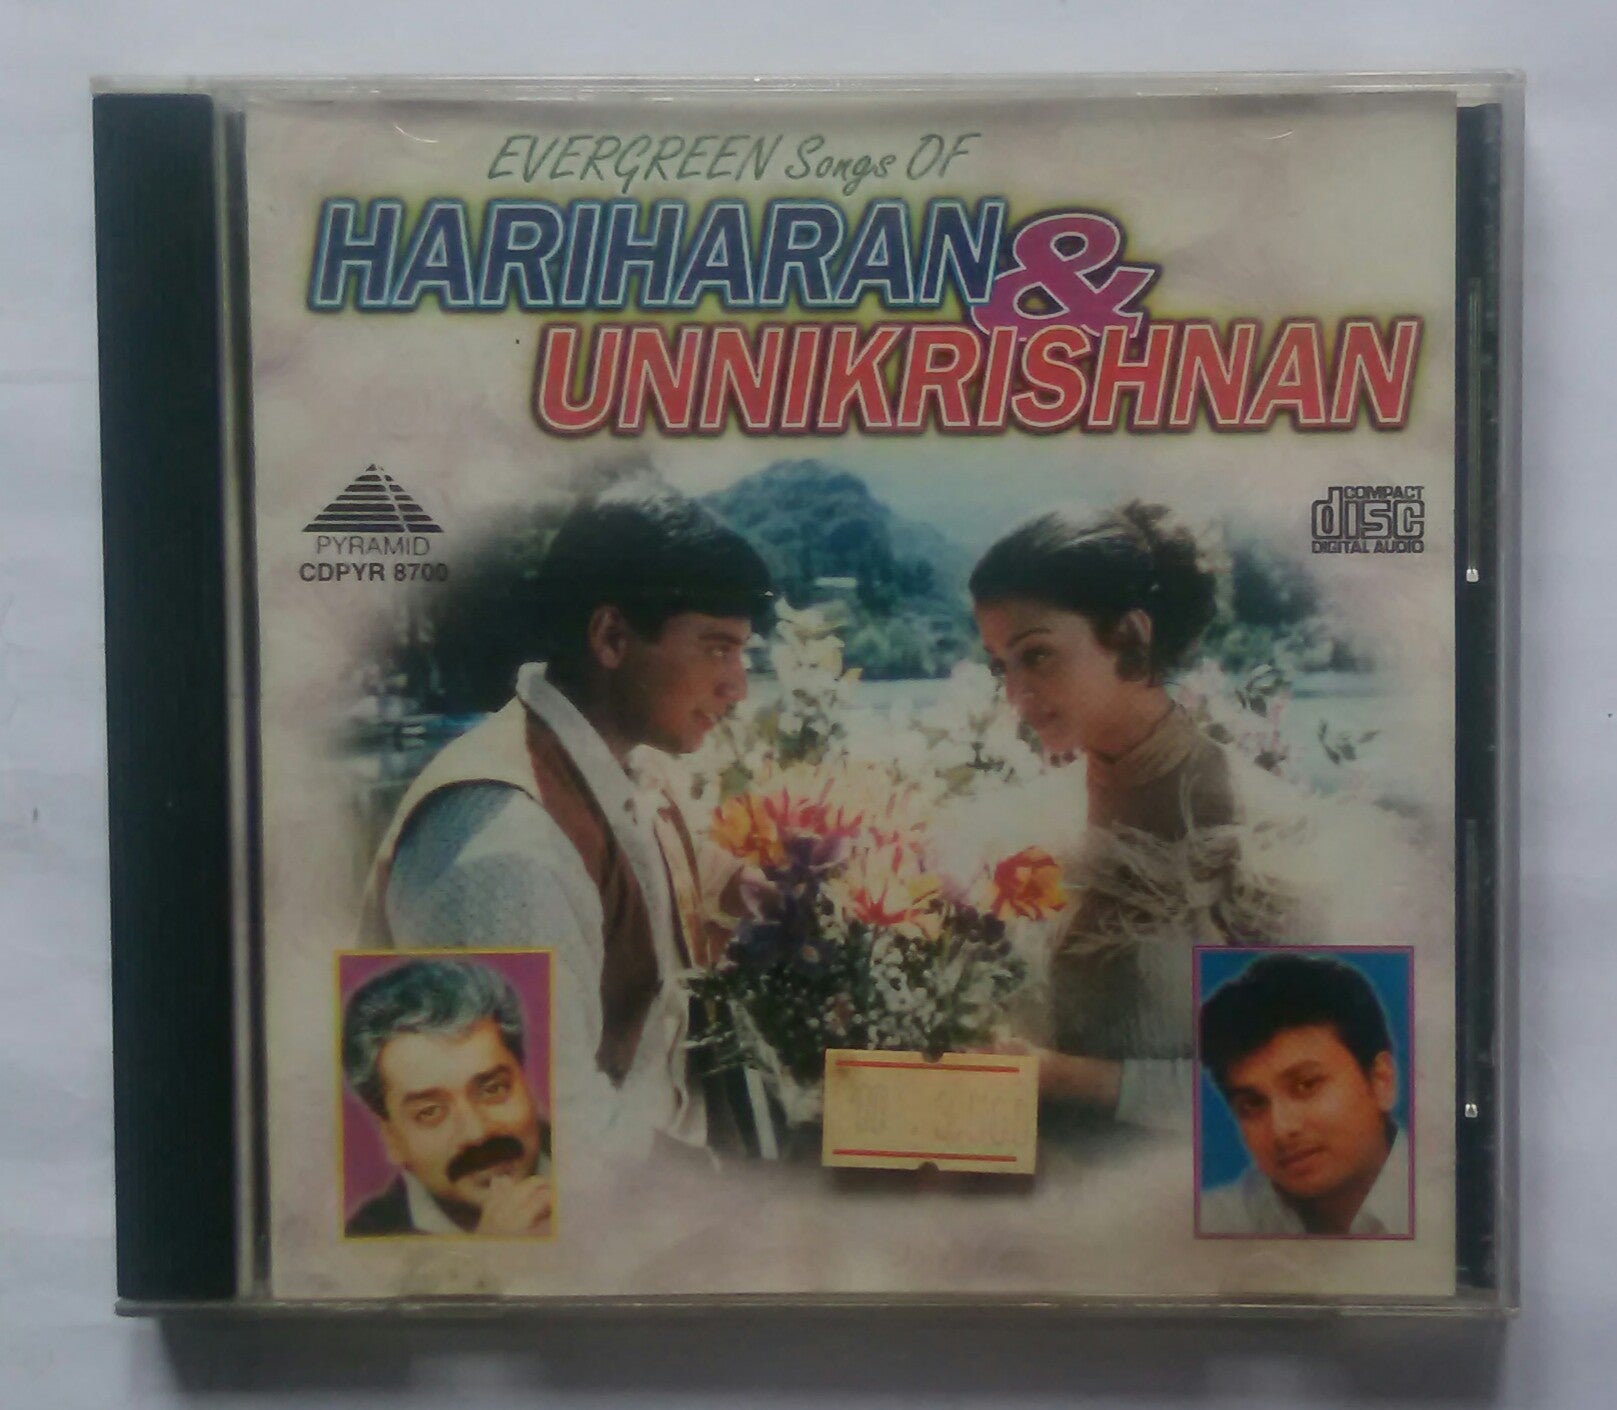 EVERGREEN Songs OF
HARIHARAN &
UNNIKRISHNAN
PYRAMID
CDPYR 8700
COMPACT
disc
DIGITAL AUDIO